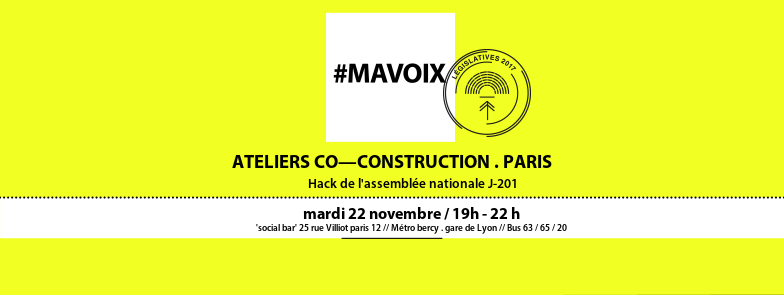 #MAVOIX
LÉGISLATIVES 2017
ATELIERS CO—CONSTRUCTION . PARIS
Hack de l'assemblée nationale J-201
mardi 22 novembre / 19h - 22 h
'social bar' 25 rue Villiot paris 12 // Métro bercy . gare de Lyon // Bus 63 / 65 / 20